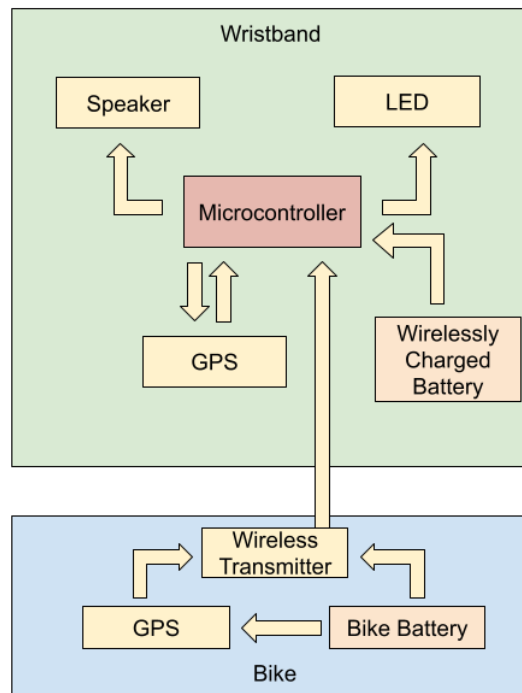 Wristband
Speaker
LED
Microcontroller
GPS
Wirelessly
Charged
Battery
Wireless
Transmitter
GPS
Bike Battery
Bike